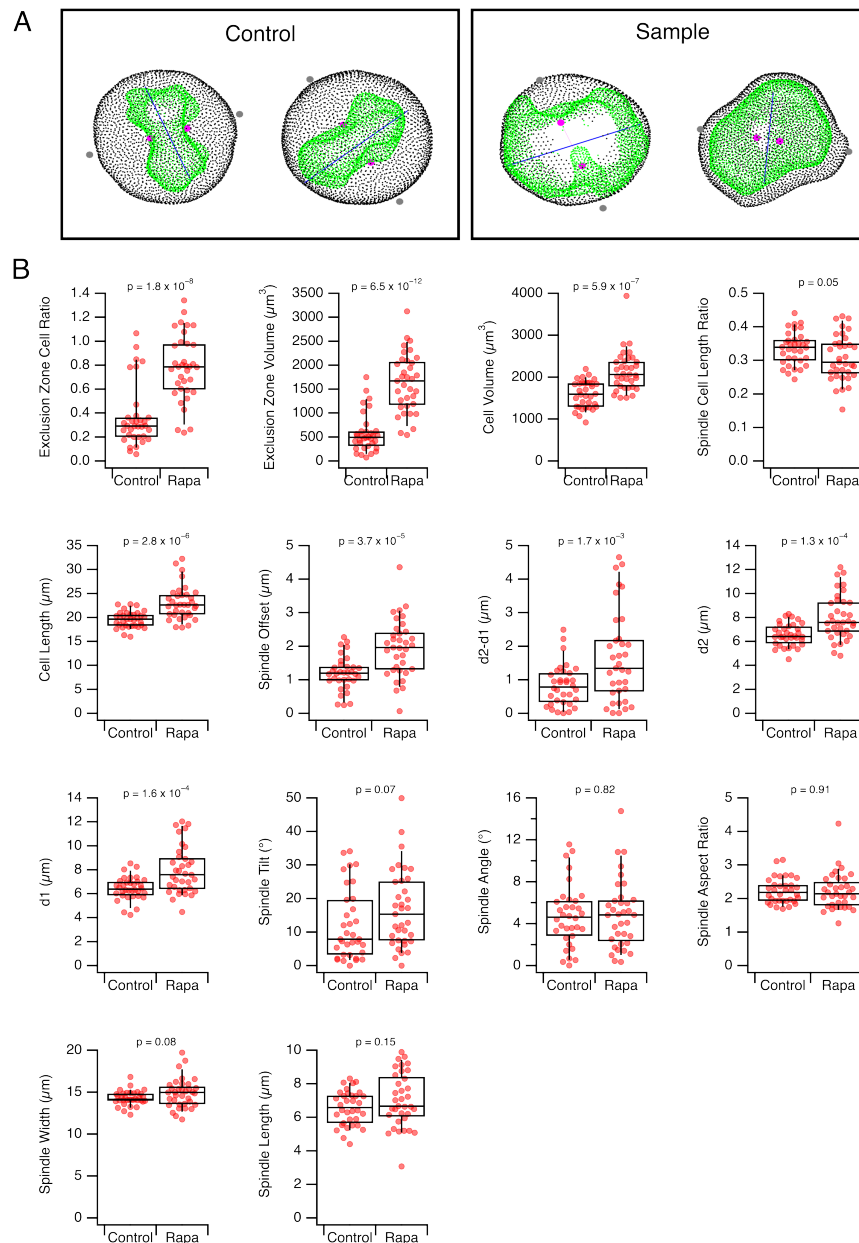 A
Control
Sample
B
p = 1.8 x 10⁻⁸
Exclusion Zone Cell Ratio
1.4
1.2
1.0
0.8
0.6
0.4
0.2
0.0
Control Rapa
p = 6.5 x 10⁻¹²
Exclusion Zone Volume (µm³)
3500
3000
2500
2000
1500
1000
500
0
Control Rapa
p = 5.9 x 10⁻⁷
Cell Volume (µm³)
4000
3000
2000
1000
0
Control Rapa
p = 0.05
Spindle Cell Length Ratio
0.5
0.4
0.3
0.2
0.1
0.0
Control Rapa
p = 2.8 x 10⁻⁶
Cell Length (µm)
35
30
25
20
15
10
5
0
Control Rapa
p = 3.7 x 10⁻⁵
Spindle Offset (µm)
5
4
3
2
1
0
Control Rapa
p = 1.7 x 10⁻³
d2-d1 (µm)
5
4
3
2
1
0
Control Rapa
p = 1.3 x 10⁻⁴
d2 (µm)
14
12
10
8
6
4
2
0
Control Rapa
p = 1.6 x 10⁻⁴
d1 (µm)
14
12
10
8
6
4
2
0
Control Rapa
p = 0.07
Spindle Tilt (°)
50
40
30
20
10
0
Control Rapa
p = 0.82
Spindle Angle (°)
16
12
8
4
0
Control Rapa
p = 0.91
Spindle Aspect Ratio
5
4
3
2
1
0
Control Rapa
p = 0.08
Spindle Width (µm)
20
15
10
5
0
Control Rapa
p = 0.15
Spindle Length (µm)
10
8
6
4
2
0
Control Rapa